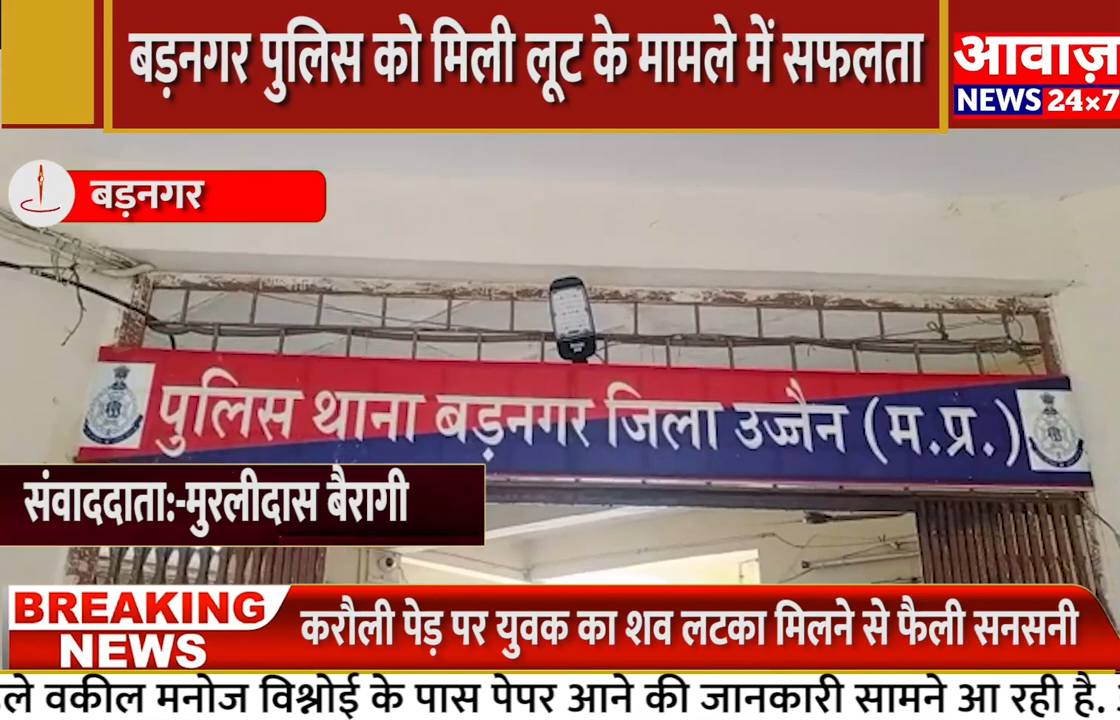 बड़नगर पुलिस को मिली लूट के मामले में सफलता
आवाज़
NEWS 24×7
बड़नगर
पुलिस थाना बड़नगर जिला उज्जैन (म.प्र.)
संवाददाता:-मुरलीदास बैरागी
BREAKING
NEWS
करौली पेड़ पर युवक का शव लटका मिलने से फैली सनसनी
वकील मनोज विश्नोई के पास पेपर आने की जानकारी सामने आ रही है.